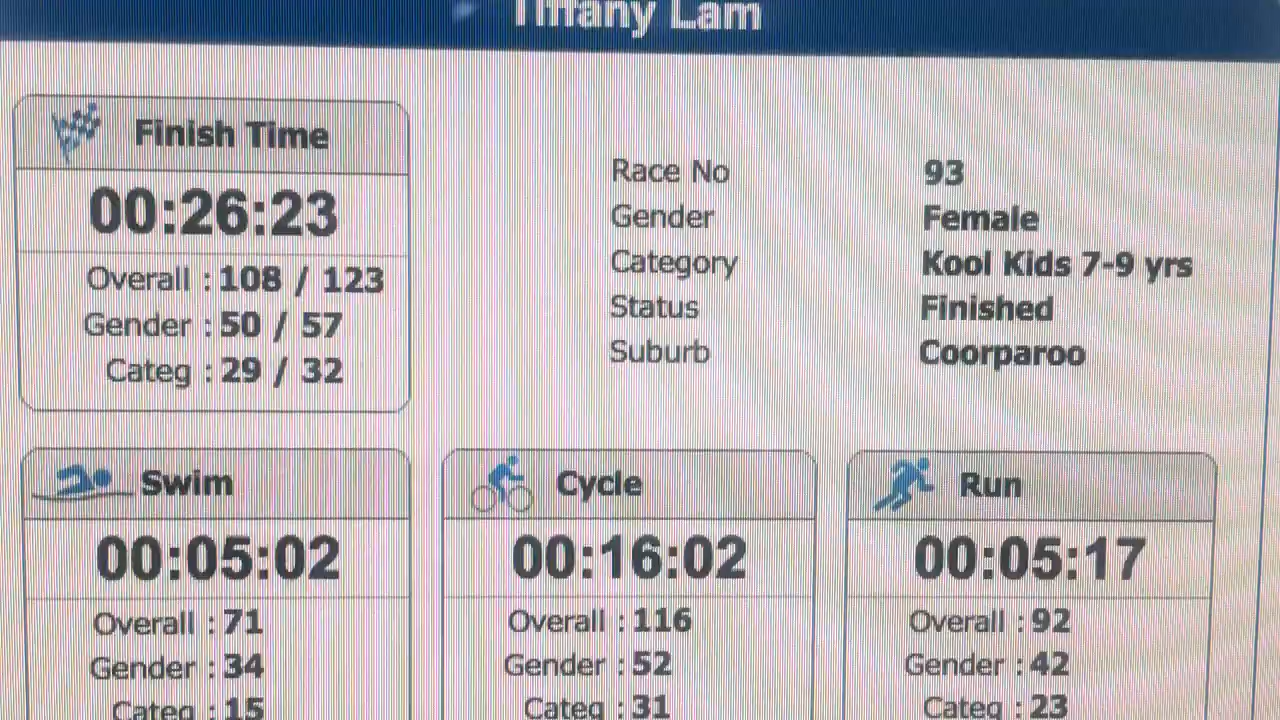 Tiffany Lam
Finish Time
00:26:23
Overall : 108 / 123
Gender : 50 / 57
Categ : 29 / 32
Race No 93
Gender Female
Category Kool Kids 7-9 yrs
Status Finished
Suburb Coorparoo
Swim
00:05:02
Overall : 71
Gender : 34
Categ : 15
Cycle
00:16:02
Overall : 116
Gender : 52
Categ : 31
Run
00:05:17
Overall : 92
Gender : 42
Categ : 23